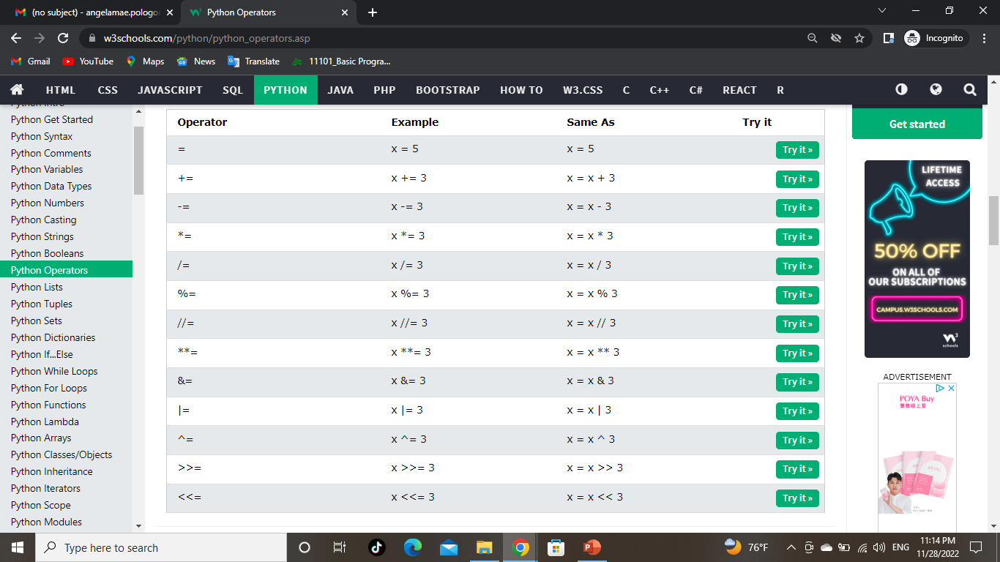 (no subject) - angelamae.pologo
Python Operators
w3schools.com/python/python_operators.asp
Incognito
Gmail
YouTube
Maps
News
Translate
11101_Basic Progra...
HTML CSS JAVASCRIPT SQL PYTHON JAVA PHP BOOTSTRAP HOW TO W3.CSS C C++ C# REACT R
Python Intro
Python Get Started
Python Syntax
Python Comments
Python Variables
Python Data Types
Python Numbers
Python Casting
Python Strings
Python Booleans
Python Operators
Python Lists
Python Tuples
Python Sets
Python Dictionaries
Python If...Else
Python While Loops
Python For Loops
Python Functions
Python Lambda
Python Arrays
Python Classes/Objects
Python Inheritance
Python Iterators
Python Scope
Python Modules
Operator Example Same As Try it
= x = 5 x = 5 Try it »
+= x += 3 x = x + 3 Try it »
-= x -= 3 x = x - 3 Try it »
*= x *= 3 x = x * 3 Try it »
/= x /= 3 x = x / 3 Try it »
%= x %= 3 x = x % 3 Try it »
//= x //= 3 x = x // 3 Try it »
**= x **= 3 x = x ** 3 Try it »
&= x &= 3 x = x & 3 Try it »
|= x |= 3 x = x | 3 Try it »
^= x ^= 3 x = x ^ 3 Try it »
>>= x >>= 3 x = x >> 3 Try it »
<<= x <<= 3 x = x << 3 Try it »
Get started
LIFETIME
ACCESS
50% OFF
ON ALL OF
OUR SUBSCRIPTIONS
CAMPUS.W3SCHOOLS.COM
schools
ADVERTISEMENT
POYA Buy
寶雅線上買
Type here to search
76°F
ENG
11:14 PM
11/28/2022